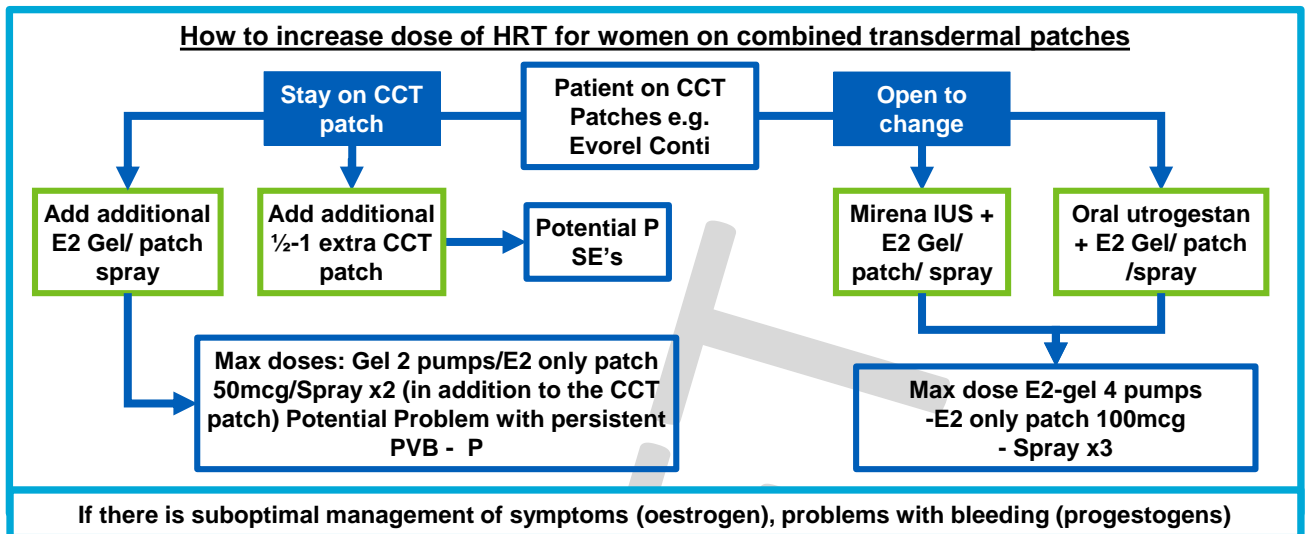 How to increase dose of HRT for women on combined transdermal patches
Stay on CCT
patch
Patient on CCT
Patches e.g.
Evorel Conti
Open to
change
Add additional
E2 Gel/ patch
spray
Add additional
½-1 extra CCT
patch
Potential P
SE's
Mirena IUS +
E2 Gel/
patch/ spray
Oral utrogestan
+ E2 Gel/ patch
/spray
Max doses: Gel 2 pumps/E2 only patch
50mcg/Spray x2 (in addition to the CCT
patch) Potential Problem with persistent
PVB - P
Max dose E2-gel 4 pumps
-E2 only patch 100mcg
- Spray x3
If there is suboptimal management of symptoms (oestrogen), problems with bleeding (progestogens)